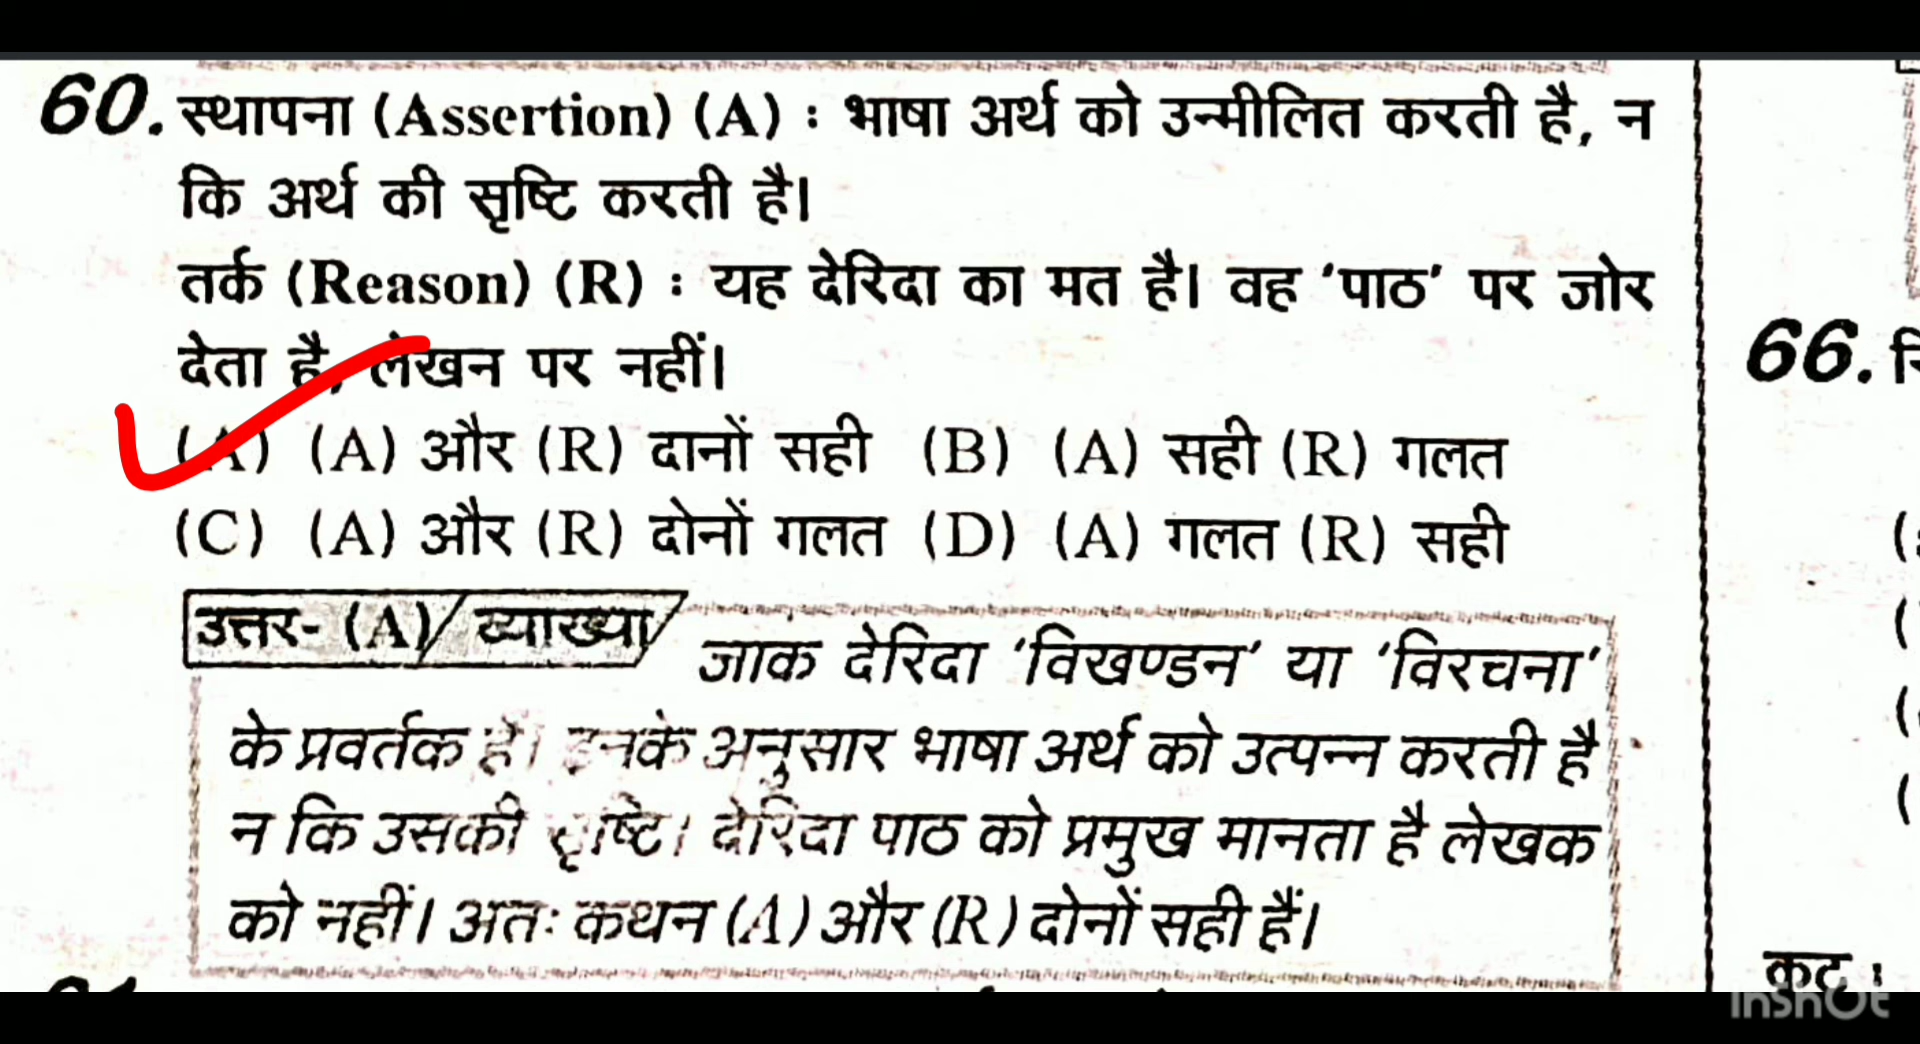 60. स्थापना (Assertion) (A) : भाषा अर्थ को उन्मीलित करती है, न
कि अर्थ की सृष्टि करती है।
तर्क (Reason) (R) : यह देरिदा का मत है। वह ‘पाठ’ पर जोर
देता है, लेखन पर नहीं।
(A) (A) और (R) दानों सही (B) (A) सही (R) गलत
(C) (A) और (R) दोनों गलत (D) (A) गलत (R) सही
उत्तर- (A)/ व्याख्या
जाक देरिदा ‘विखण्डन’ या ‘विरचना’
के प्रवर्तक है। इनके अनुसार भाषा अर्थ को उत्पन्न करती है
न कि उसकी सृष्टि। देरिदा पाठ को प्रमुख मानता है लेखक
को नहीं। अतः कथन (A) और (R) दोनों सही हैं।
66.
कूट :
InShOt